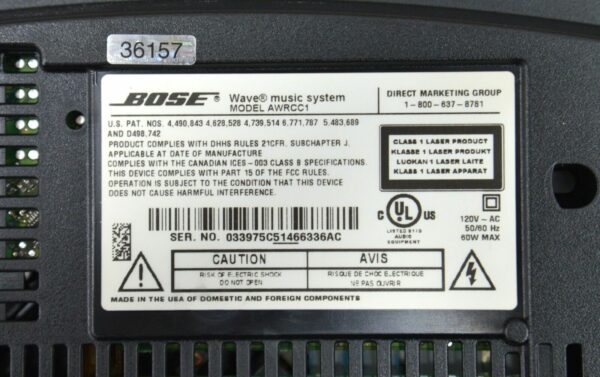 36157
BOSE® Wave® music system
MODEL AWRCC1
DIRECT MARKETING GROUP
1-800-637-8781
U.S. PAT. NOS. 4,490,843 4,628,528 4,739,514 6,771,787 5,483,689
AND D498,742
PRODUCT COMPLIES WITH DHHS RULES 21CFR. SUBCHAPTER J,
APPLICABLE AT DATE OF MANUFACTURE
COMPLIES WITH THE CANADIAN ICES-003 CLASS B SPECIFICATIONS.
THIS DEVICE COMPLIES WITH PART 15 OF THE FCC RULES.
OPERATION IS SUBJECT TO THE CONDITION THAT THIS DEVICE
DOES NOT CAUSE HARMFUL INTERFERENCE.
CLASS 1 LASER PRODUCT
KLASSE 1 LASER PRODUKT
LUOKAN 1 LASER LAITE
KLASS 1 LASER APPARAT
SER. NO. 033975C51466336AC
C UL US
LISTED 911S
AUDIO
EQUIPMENT
120V ~ AC
50/60 Hz
60W MAX
CAUTION
RISK OF ELECTRIC SHOCK
DO NOT OPEN
AVIS
RISQUE DE CHOC ELECTRIQUE
NE PAS OUVRIR
MADE IN THE USA OF DOMESTIC AND FOREIGN COMPONENTS